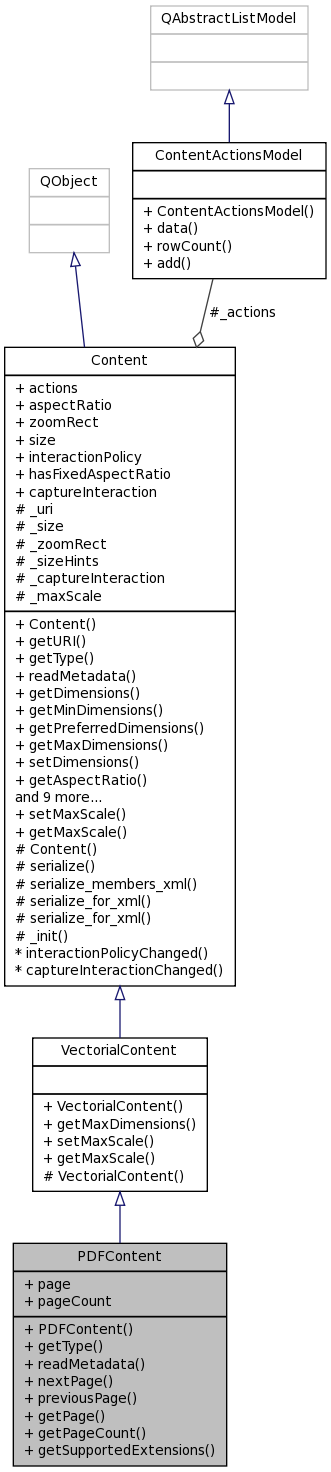 QAbstractListModel
ContentActionsModel
+ ContentActionsModel()
+ data()
+ rowCount()
+ add()
QObject
#_actions
Content
+ actions
+ aspectRatio
+ zoomRect
+ size
+ interactionPolicy
+ hasFixedAspectRatio
+ captureInteraction
# _uri
# _size
# _zoomRect
# _sizeHints
# _captureInteraction
# _maxScale
+ Content()
+ getURI()
+ getType()
+ readMetadata()
+ getDimensions()
+ getMinDimensions()
+ getPreferredDimensions()
+ getMaxDimensions()
+ setDimensions()
+ getAspectRatio()
and 9 more...
+ setMaxScale()
+ getMaxScale()
# Content()
# serialize()
# serialize_members_xml()
# serialize_for_xml()
# serialize_for_xml()
# _init()
* interactionPolicyChanged()
* captureInteractionChanged()
VectorialContent
+ VectorialContent()
+ getMaxDimensions()
+ setMaxScale()
+ getMaxScale()
# VectorialContent()
PDFContent
+ page
+ pageCount
+ PDFContent()
+ getType()
+ readMetadata()
+ nextPage()
+ previousPage()
+ getPage()
+ getPageCount()
+ getSupportedExtensions()